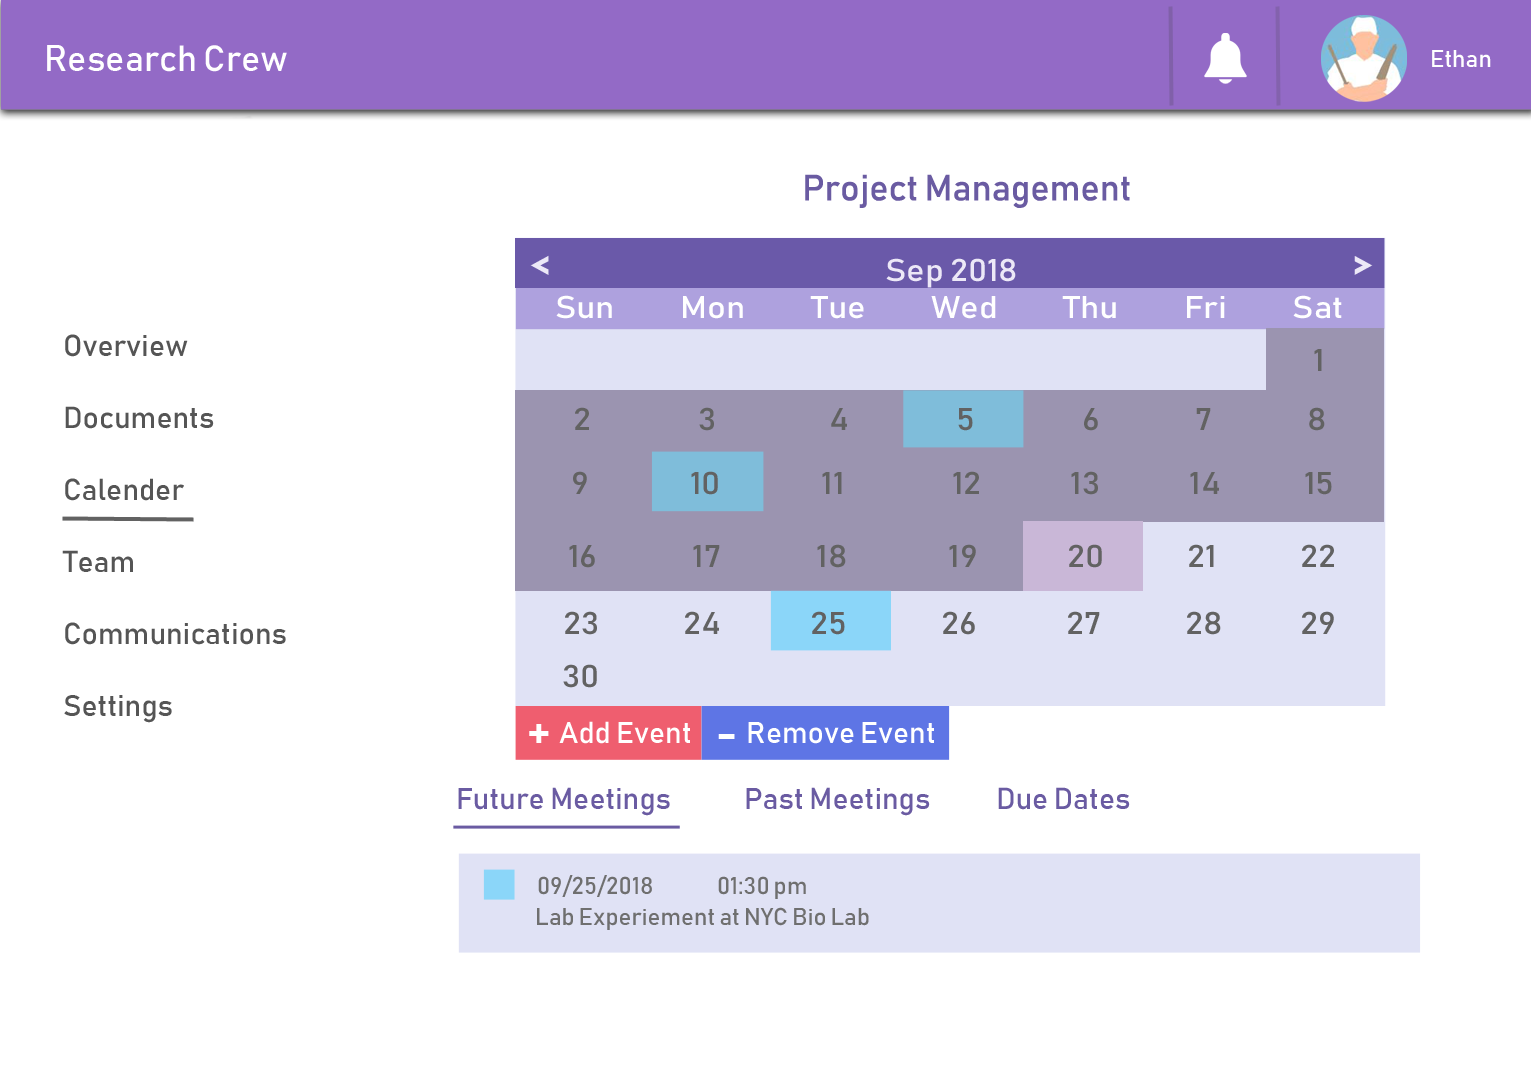 Research Crew
Ethan
Project Management
< Sep 2018 >
Sun Mon Tue Wed Thu Fri Sat
1
2 3 4 5 6 7 8
9 10 11 12 13 14 15
16 17 18 19 20 21 22
23 24 25 26 27 28 29
30
Overview
Documents
Calender
Team
Communications
Settings
+ Add Event - Remove Event
Future Meetings Past Meetings Due Dates
09/25/2018 01:30 pm
Lab Experiement at NYC Bio Lab